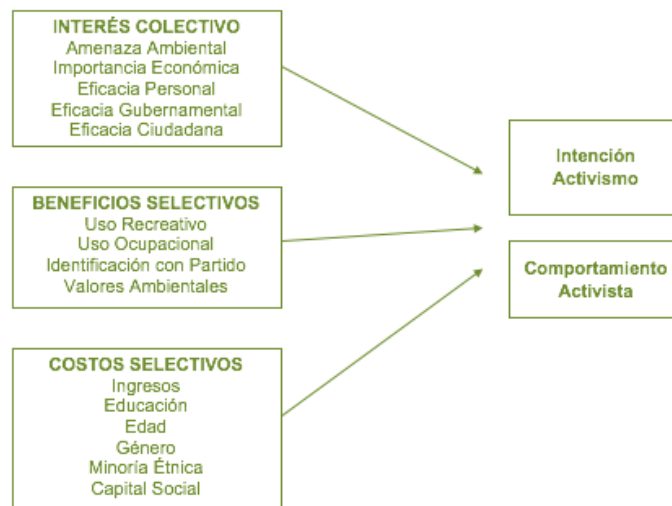 INTERÉS COLECTIVO
Amenaza Ambiental
Importancia Económica
Eficacia Personal
Eficacia Gubernamental
Eficacia Ciudadana
BENEFICIOS SELECTIVOS
Uso Recreativo
Uso Ocupacional
Identificación con Partido
Valores Ambientales
COSTOS SELECTIVOS
Ingresos
Educación
Edad
Género
Minoría Étnica
Capital Social
Intención
Activismo
Comportamiento
Activista